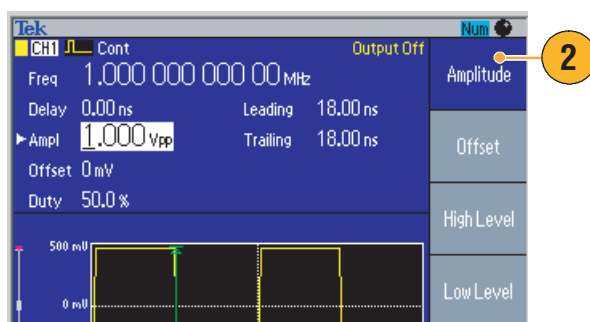 Tek Num
CH1 Cont Output Off
Freq 1.000 000 000 00 MHz
Delay 0.00 ns Leading 18.00 ns
Ampl 1.000 Vpp Trailing 18.00 ns
Offset 0 mV
Duty 50.0 %
500 mV
0 mV
Amplitude
Offset
High Level
Low Level
2